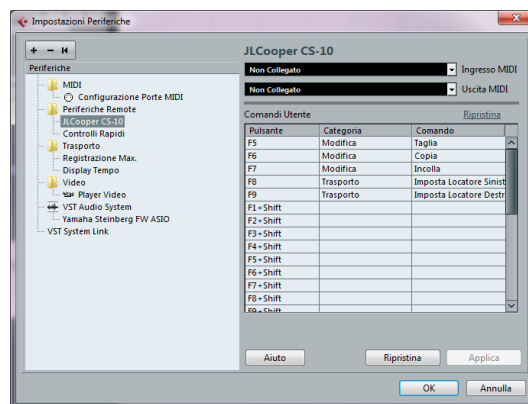 Impostazioni Periferiche
Periferiche
MIDI
Configurazione Porte MIDI
Periferiche Remote
JLCooper CS-10
Controlli Rapidi
Trasporto
Registrazione Max.
Display Tempo
Video
Player Video
VST Audio System
Yamaha Steinberg FW ASIO
VST System Link
JLCooper CS-10
Non Collegato Ingresso MIDI
Non Collegato Uscita MIDI
Comandi Utente Ripristina
Pulsante Categoria Comando
F5 Modifica Taglia
F6 Modifica Copia
F7 Modifica Incolla
F8 Trasporto Imposta Locatore Sinist
F9 Trasporto Imposta Locatore Destr
F1+Shift
F2+Shift
F3+Shift
F4+Shift
F5+Shift
F6+Shift
F7+Shift
F8+Shift
F9+Shift
Aiuto Ripristina Applica
OK Annulla